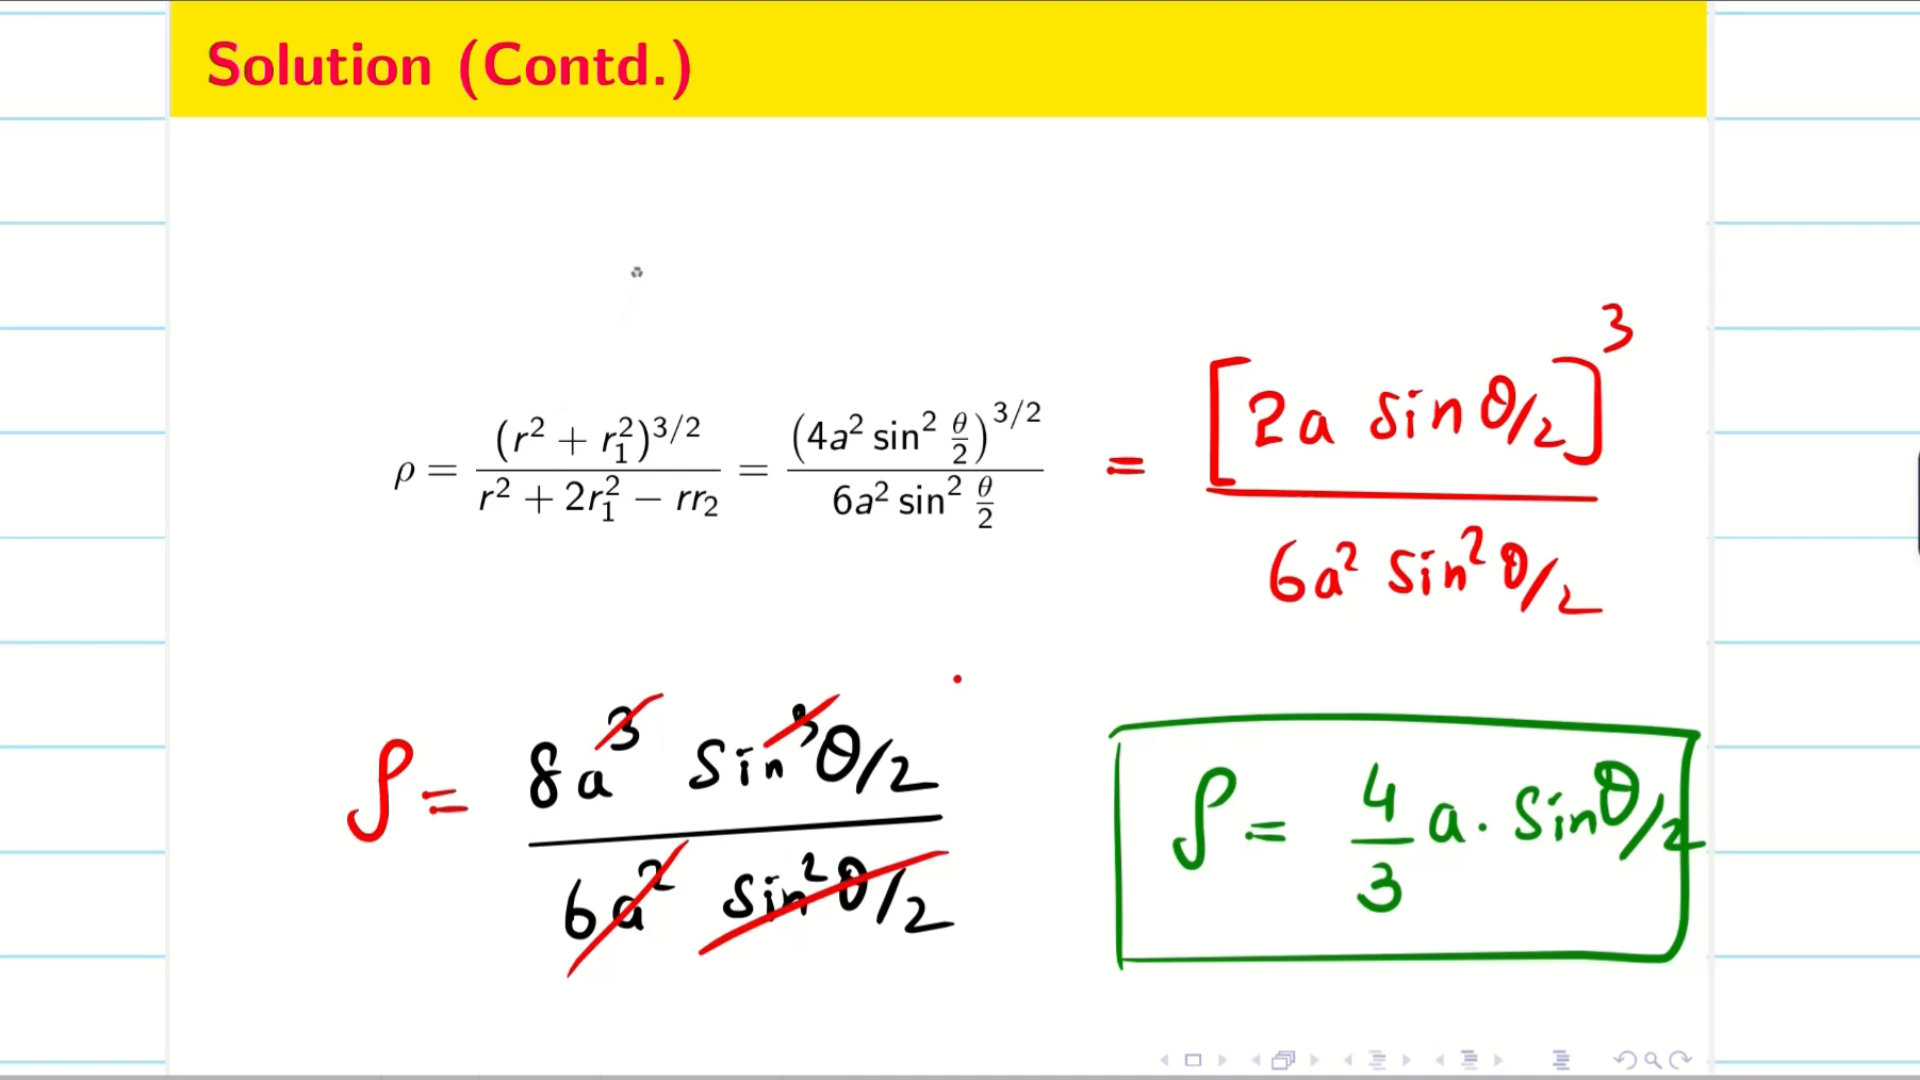 Solution (Contd.)
ρ = (r² + r₁²)^3/2 / (r² + 2r₁² − rr₂) = (4a² sin² θ/2)^3/2 / (6a² sin² θ/2) = [2a sin θ/2]³ / (6a² sin² θ/2)
ρ = 8a³ sin³ θ/2 / (6a² sin² θ/2)
ρ = 4/3 a · sin θ/2